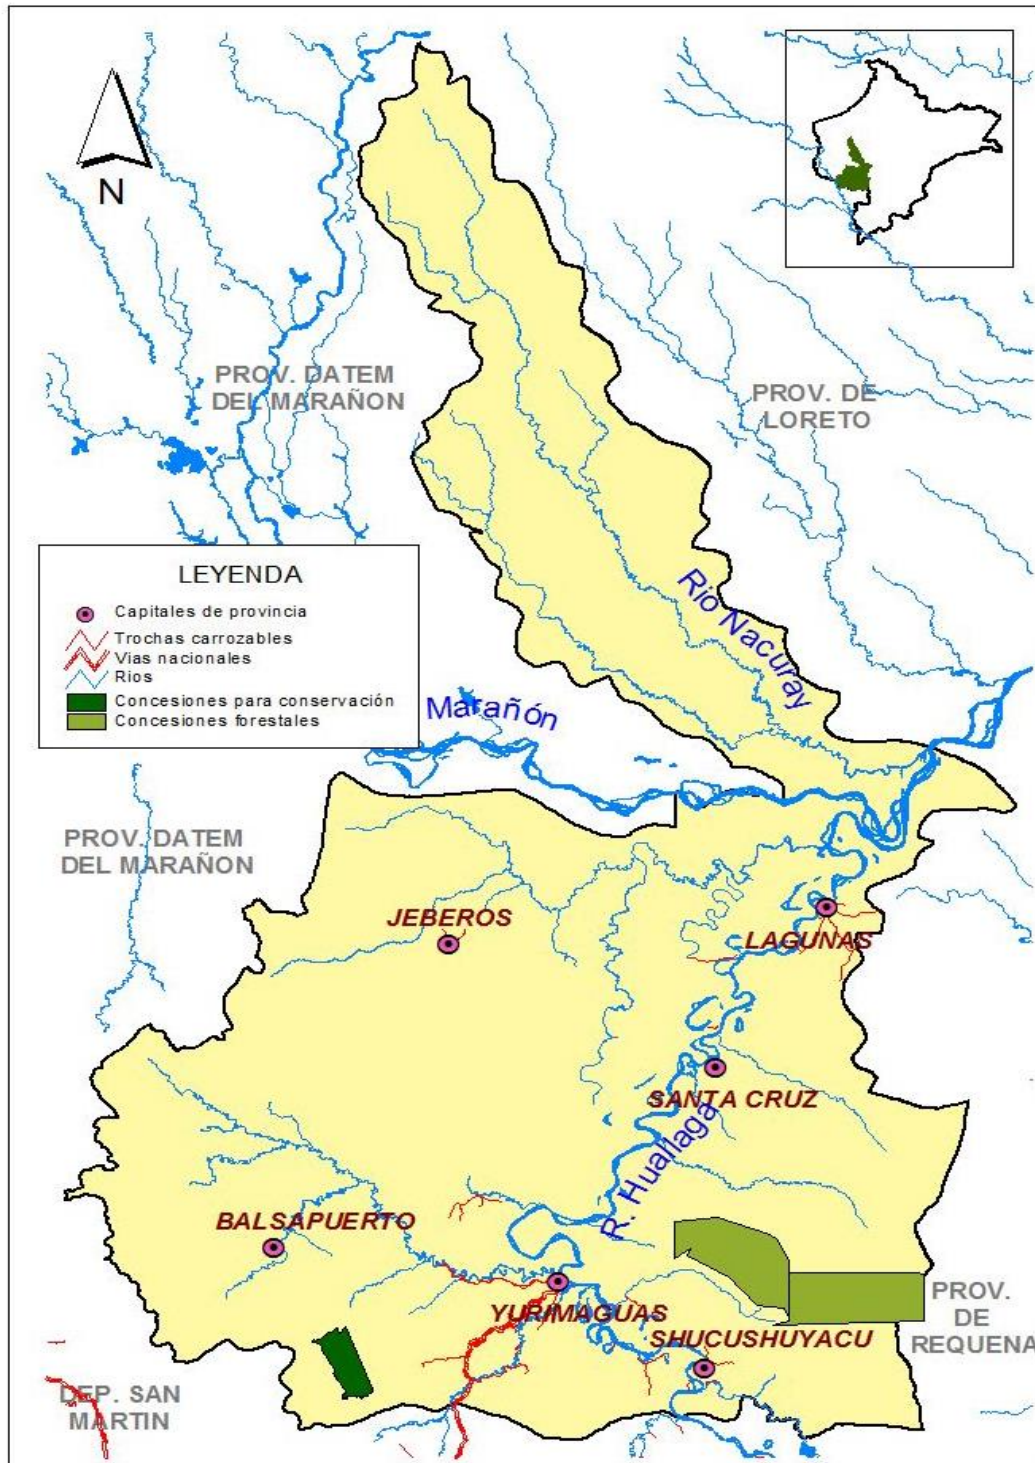 N
PROV. DATEM
DEL MARAÑON
PROV. DE
LORETO
LEYENDA
Capitales de provincia
Trochas carrozables
Vias nacionales
Rios
Concesiones para conservación
Concesiones forestales
Rio Nacuray
Marañón
PROV. DATEM
DEL MARAÑON
JEBEROS
LAGUNAS
SANTA CRUZ
R. Huallaga
BALSAPUERTO
YURIMAGUAS
SHUCUSHUYACU
PROV.
DE
REQUENA
DEP. SAN
MARTIN